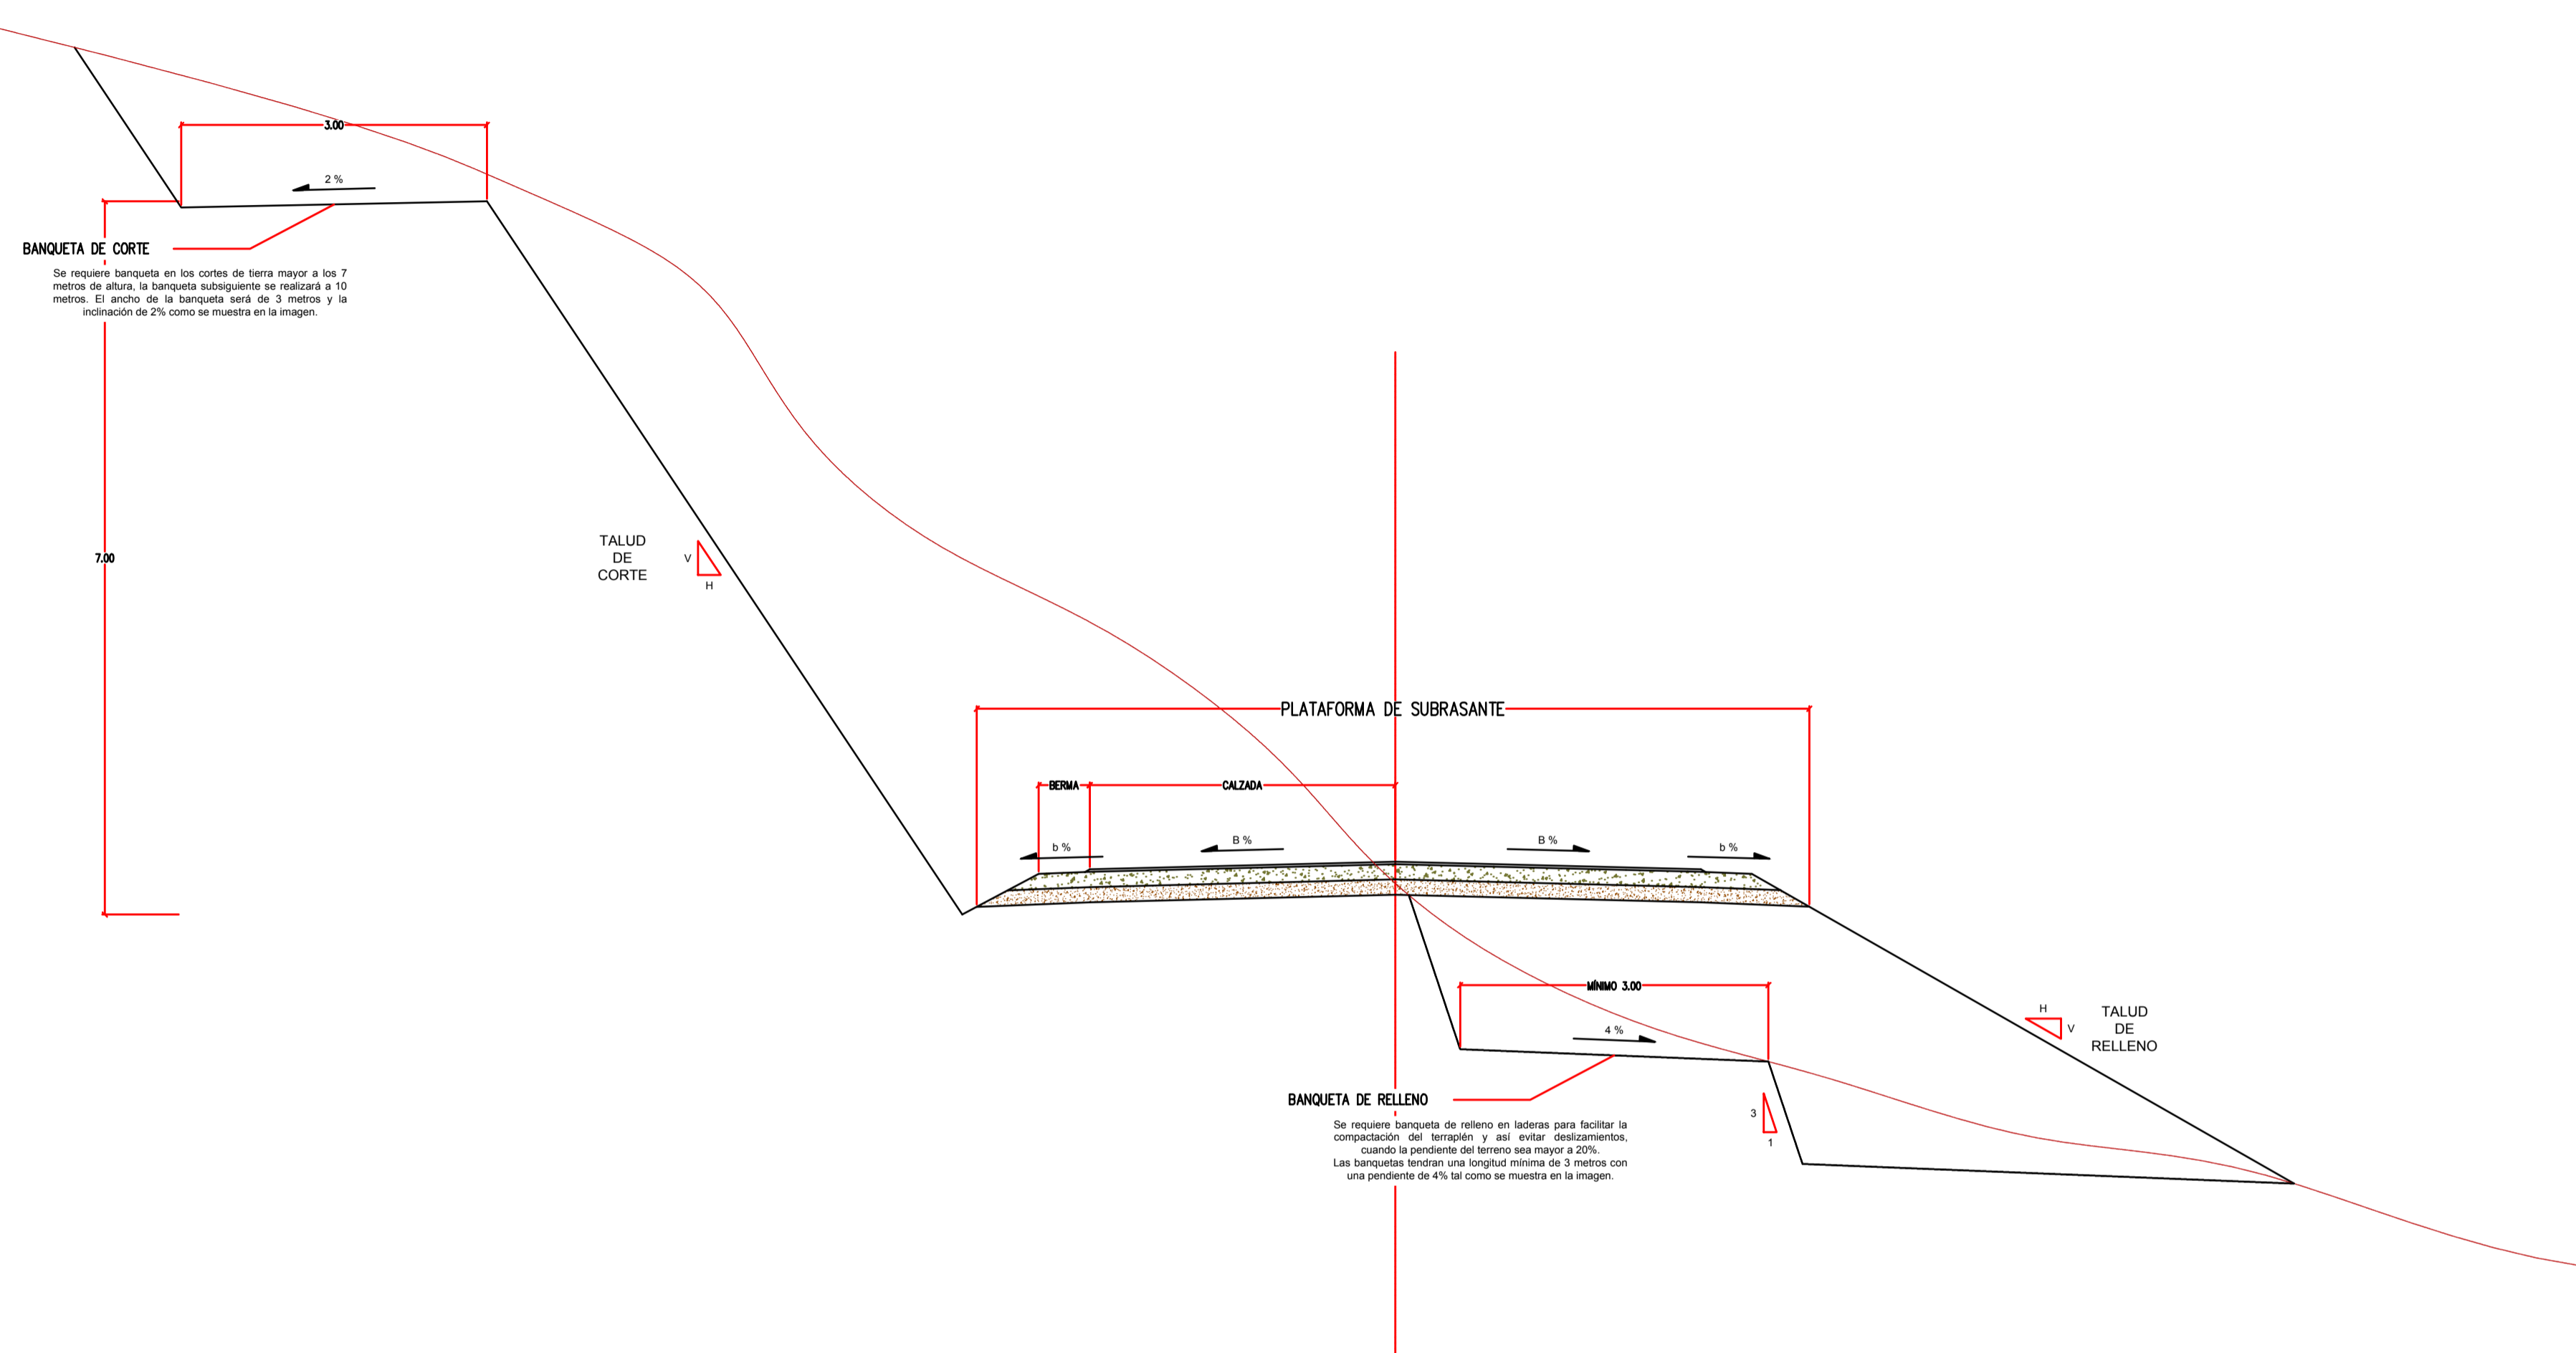 3.00
2 %
BANQUETA DE CORTE
Se requiere banqueta en los cortes de tierra mayor a los 7
metros de altura, la banqueta subsiguiente se realizará a 10
metros. El ancho de la banqueta será de 3 metros y la
inclinación de 2% como se muestra en la imagen.
7.00
TALUD
DE
CORTE
V
H
PLATAFORMA DE SUBRASANTE
BERMA
CALZADA
b %
B %
B %
b %
MÍNIMO 3.00
4 %
H
V
TALUD
DE
RELLENO
BANQUETA DE RELLENO
Se requiere banqueta de relleno en laderas para facilitar la
compactación del terraplén y así evitar deslizamientos,
cuando la pendiente del terreno sea mayor a 20%.
Las banquetas tendran una longitud mínima de 3 metros con
una pendiente de 4% tal como se muestra en la imagen.
3
1